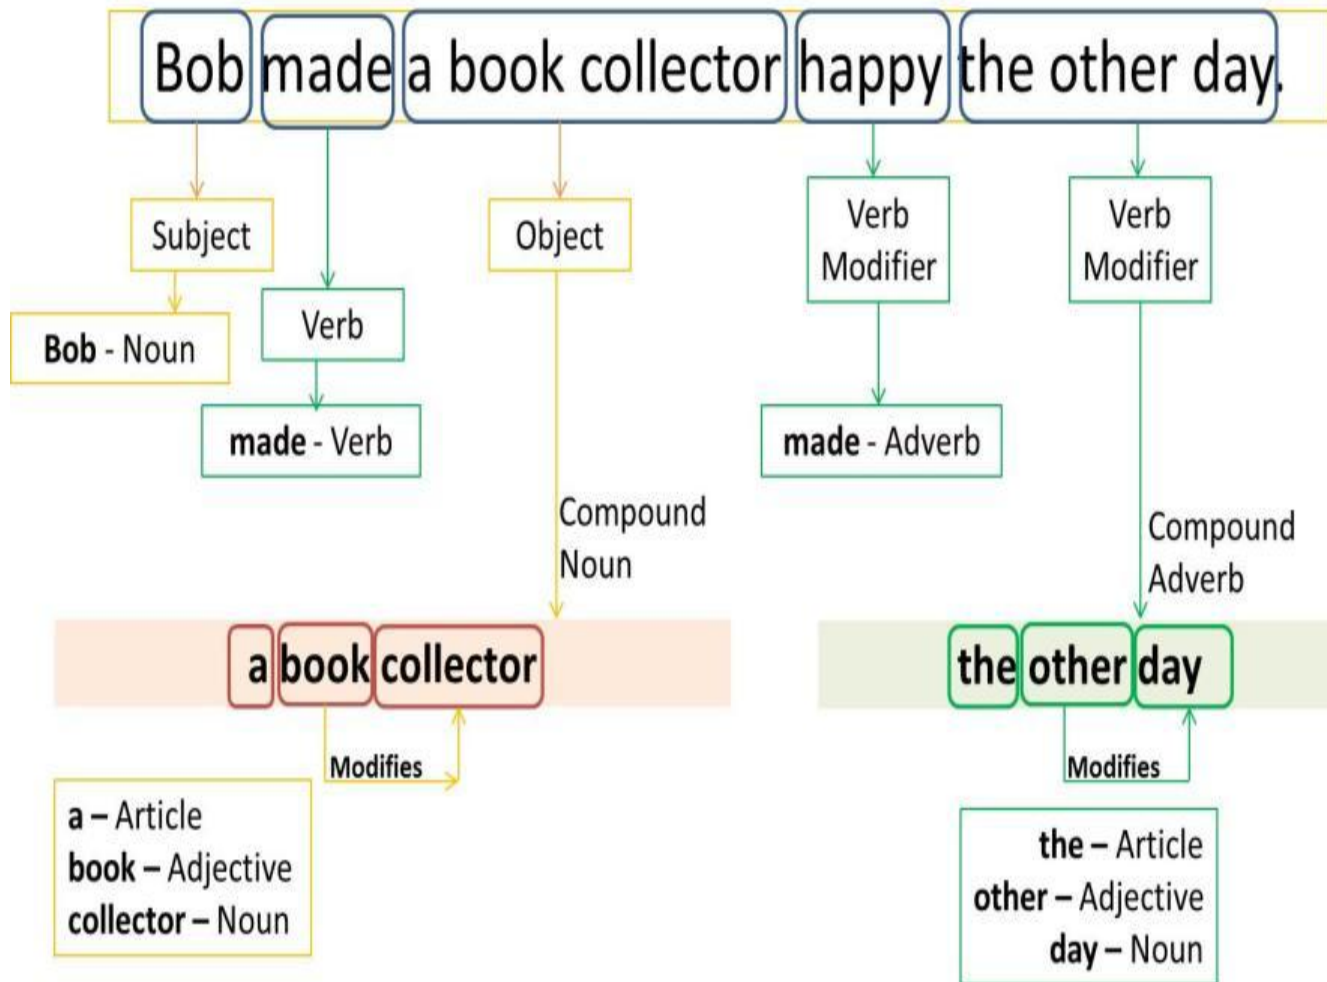 Bob made a book collector happy the other day.
Subject
Object
Verb
Modifier
Verb
Modifier
Bob - Noun
Verb
made - Verb
made - Adverb
Compound
Noun
Compound
Adverb
a book collector
the other day
Modifies
Modifies
a – Article
book – Adjective
collector – Noun
the – Article
other – Adjective
day – Noun